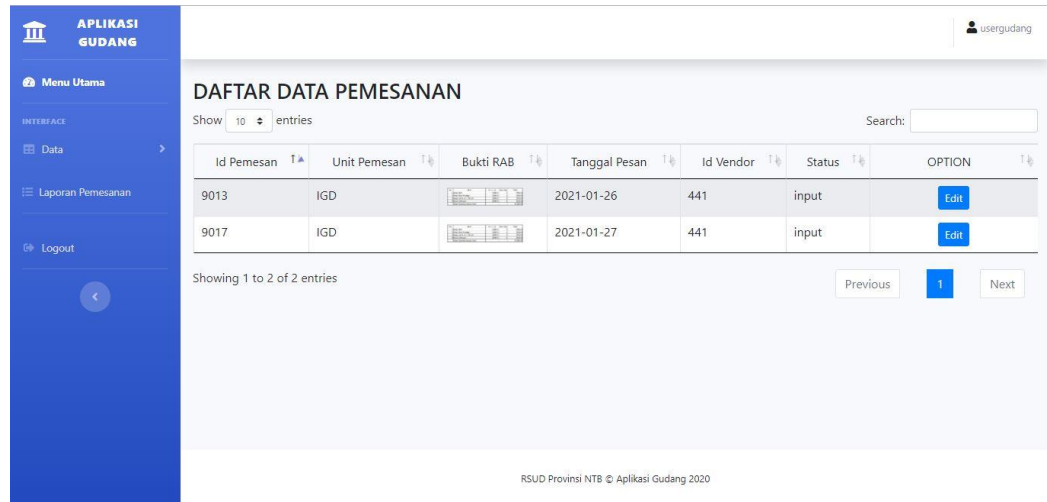 APLIKASI
GUDANG
usergudang
Menu Utama
INTERFACE
Data
Laporan Pemesanan
Logout
DAFTAR DATA PEMESANAN
Show 10 entries
Search:
Id Pemesan Unit Pemesan Bukti RAB Tanggal Pesan Id Vendor Status OPTION
9013 IGD 2021-01-26 441 input Edit
9017 IGD 2021-01-27 441 input Edit
Showing 1 to 2 of 2 entries
Previous 1 Next
RSUD Provinsi NTB © Aplikasi Gudang 2020